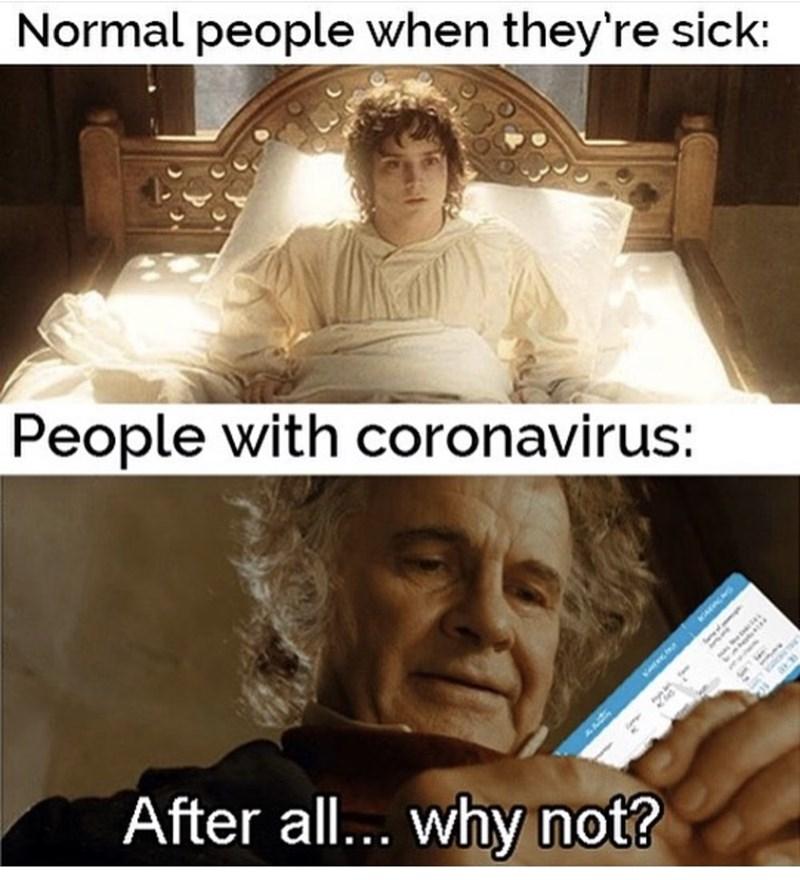 Normal people when they're sick:
People with coronavirus:
After all... why not?